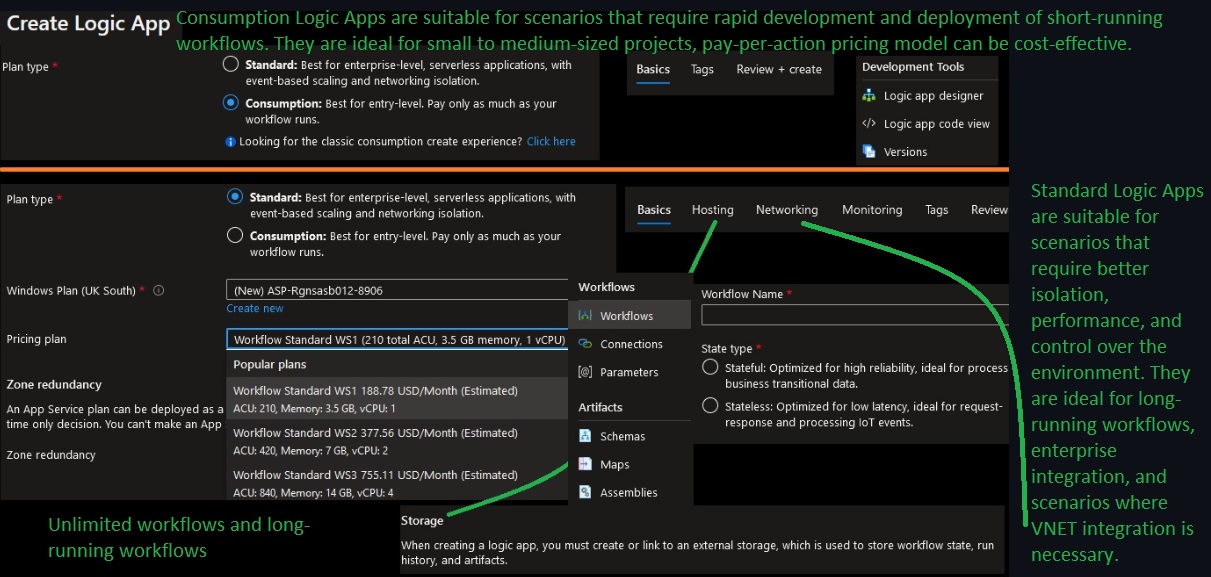 Create Logic App
Consumption Logic Apps are suitable for scenarios that require rapid development and deployment of short-running
workflows. They are ideal for small to medium-sized projects, pay-per-action pricing model can be cost-effective.
Plan type *
Standard: Best for enterprise-level, serverless applications, with
event-based scaling and networking isolation.
Consumption: Best for entry-level. Pay only as much as your
workflow runs.
Looking for the classic consumption create experience? Click here
Basics Tags Review + create
Development Tools
Logic app designer
</> Logic app code view
Versions
Plan type *
Standard: Best for enterprise-level, serverless applications, with
event-based scaling and networking isolation.
Consumption: Best for entry-level. Pay only as much as your
workflow runs.
Basics Hosting Networking Monitoring Tags Review
Windows Plan (UK South) *
(New) ASP-Rgnsasb012-8906
Create new
Pricing plan
Workflow Standard WS1 (210 total ACU, 3.5 GB memory, 1 vCPU)
Popular plans
Workflow Standard WS1 188.78 USD/Month (Estimated)
ACU: 210, Memory: 3.5 GB, vCPU: 1
Workflow Standard WS2 377.56 USD/Month (Estimated)
ACU: 420, Memory: 7 GB, vCPU: 2
Workflow Standard WS3 755.11 USD/Month (Estimated)
ACU: 840, Memory: 14 GB, vCPU: 4
Zone redundancy
An App Service plan can be deployed as a
time only decision. You can't make an App
Zone redundancy
Workflows
Workflows
Connections
[@] Parameters
Artifacts
Schemas
Maps
Assemblies
Workflow Name *
State type *
Stateful: Optimized for high reliability, ideal for process
business transitional data.
Stateless: Optimized for low latency, ideal for request-
response and processing IoT events.
Unlimited workflows and long-
running workflows
Storage
When creating a logic app, you must create or link to an external storage, which is used to store workflow state, run
history, and artifacts.
Standard Logic Apps
are suitable for
scenarios that
require better
isolation,
performance, and
control over the
environment. They
are ideal for long-
running workflows,
enterprise
integration, and
scenarios where
VNET integration is
necessary.